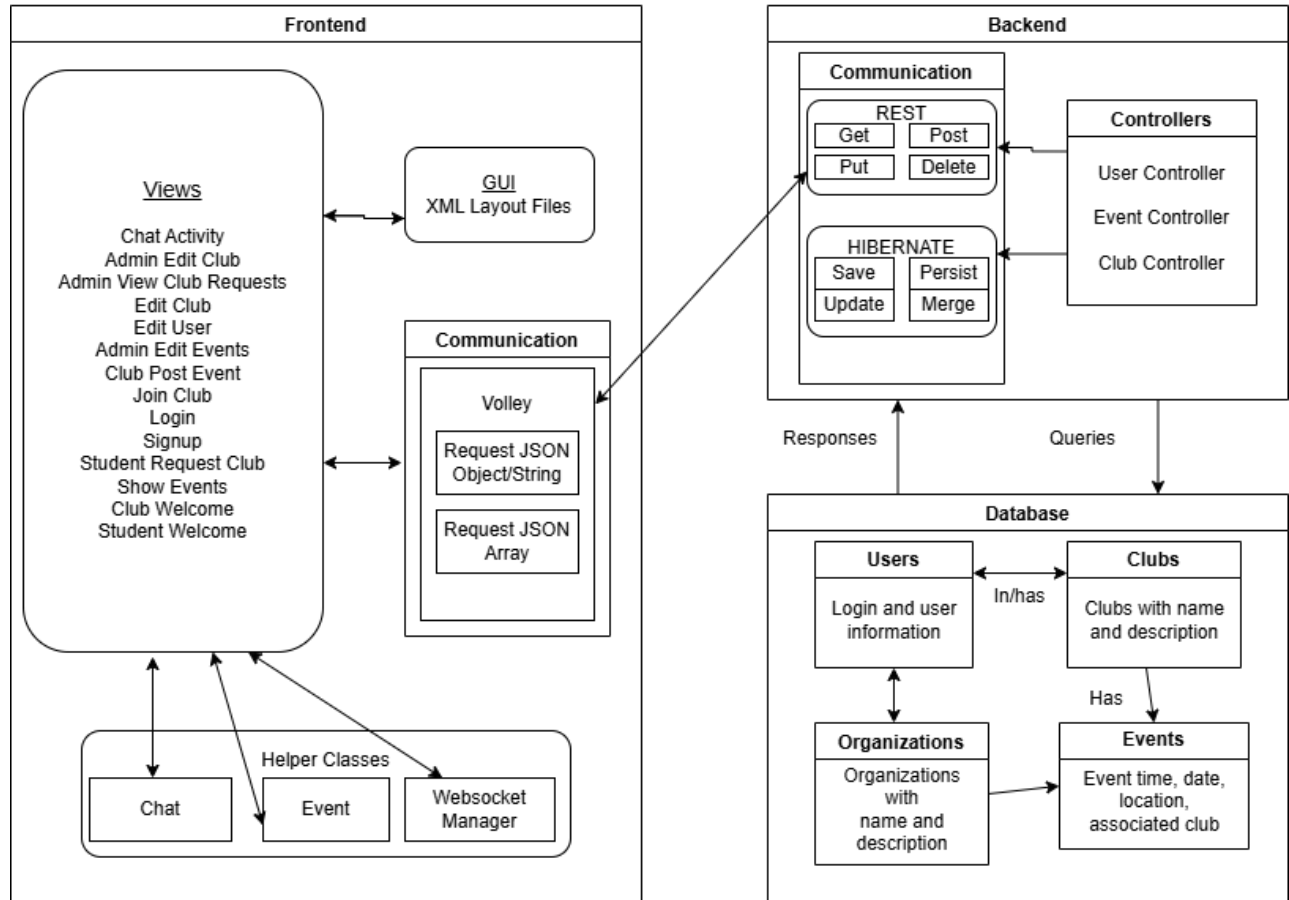 Frontend
Views
Chat Activity
Admin Edit Club
Admin View Club Requests
Edit Club
Edit User
Admin Edit Events
Club Post Event
Join Club
Login
Signup
Student Request Club
Show Events
Club Welcome
Student Welcome
GUI
XML Layout Files
Communication
Volley
Request JSON
Object/String
Request JSON
Array
Helper Classes
Chat
Event
Websocket
Manager
Backend
Communication
REST
Get
Post
Put
Delete
HIBERNATE
Save
Persist
Update
Merge
Controllers
User Controller
Event Controller
Club Controller
Responses
Queries
Database
Users
Login and user
information
In/has
Clubs
Clubs with name
and description
Has
Organizations
Organizations
with
name and
description
Events
Event time, date,
location,
associated club